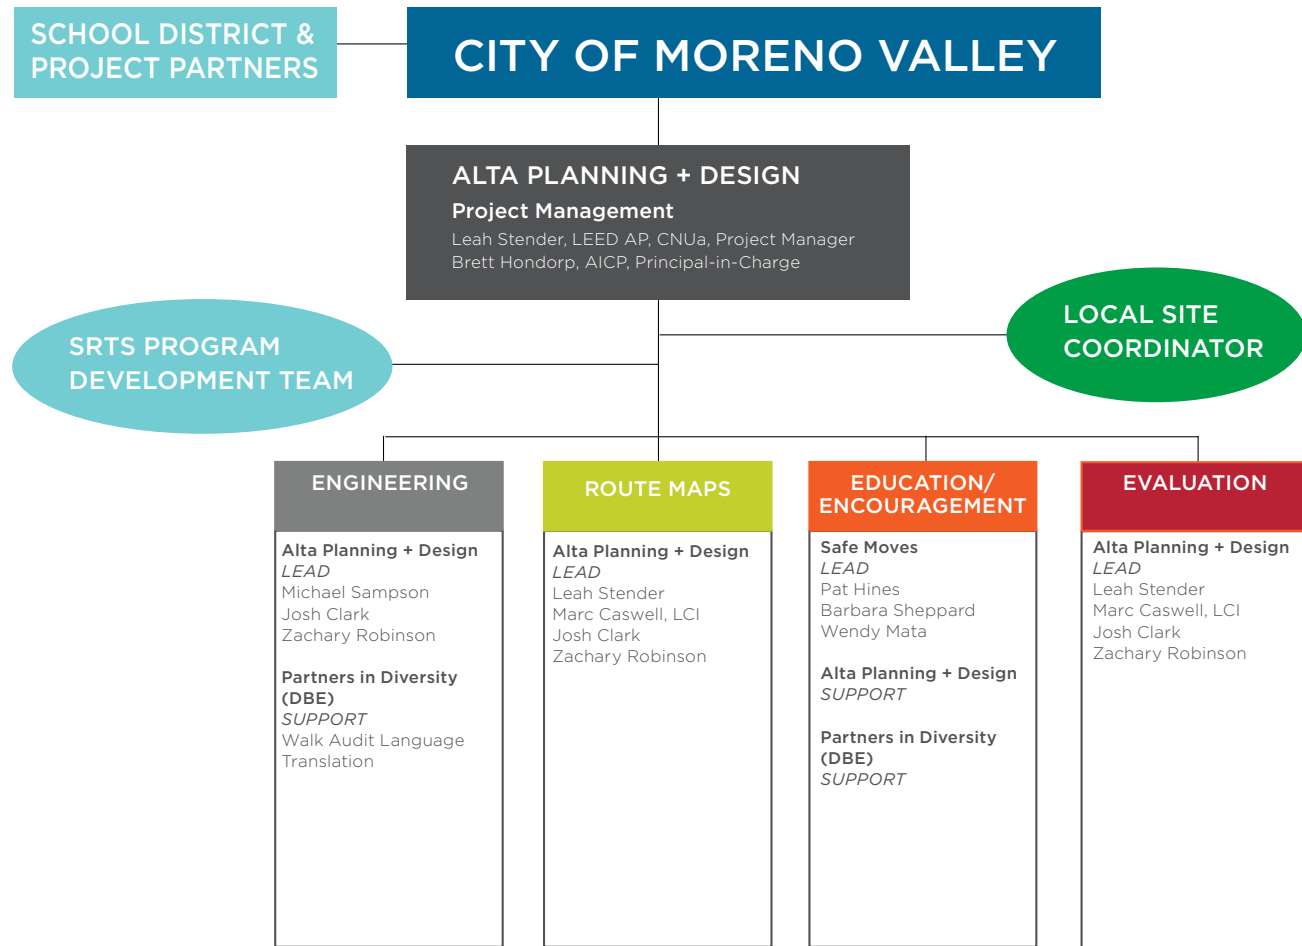 SCHOOL DISTRICT &
PROJECT PARTNERS
CITY OF MORENO VALLEY
ALTA PLANNING + DESIGN
Project Management
Leah Stender, LEED AP, CNUa, Project Manager
Brett Hondorp, AICP, Principal-in-Charge
SRTS PROGRAM
DEVELOPMENT TEAM
LOCAL SITE
COORDINATOR
ENGINEERING
Alta Planning + Design
LEAD
Michael Sampson
Josh Clark
Zachary Robinson
Partners in Diversity
(DBE)
SUPPORT
Walk Audit Language
Translation
ROUTE MAPS
Alta Planning + Design
LEAD
Leah Stender
Marc Caswell, LCI
Josh Clark
Zachary Robinson
EDUCATION/
ENCOURAGEMENT
Safe Moves
LEAD
Pat Hines
Barbara Sheppard
Wendy Mata
Alta Planning + Design
SUPPORT
Partners in Diversity
(DBE)
SUPPORT
EVALUATION
Alta Planning + Design
LEAD
Leah Stender
Marc Caswell, LCI
Josh Clark
Zachary Robinson